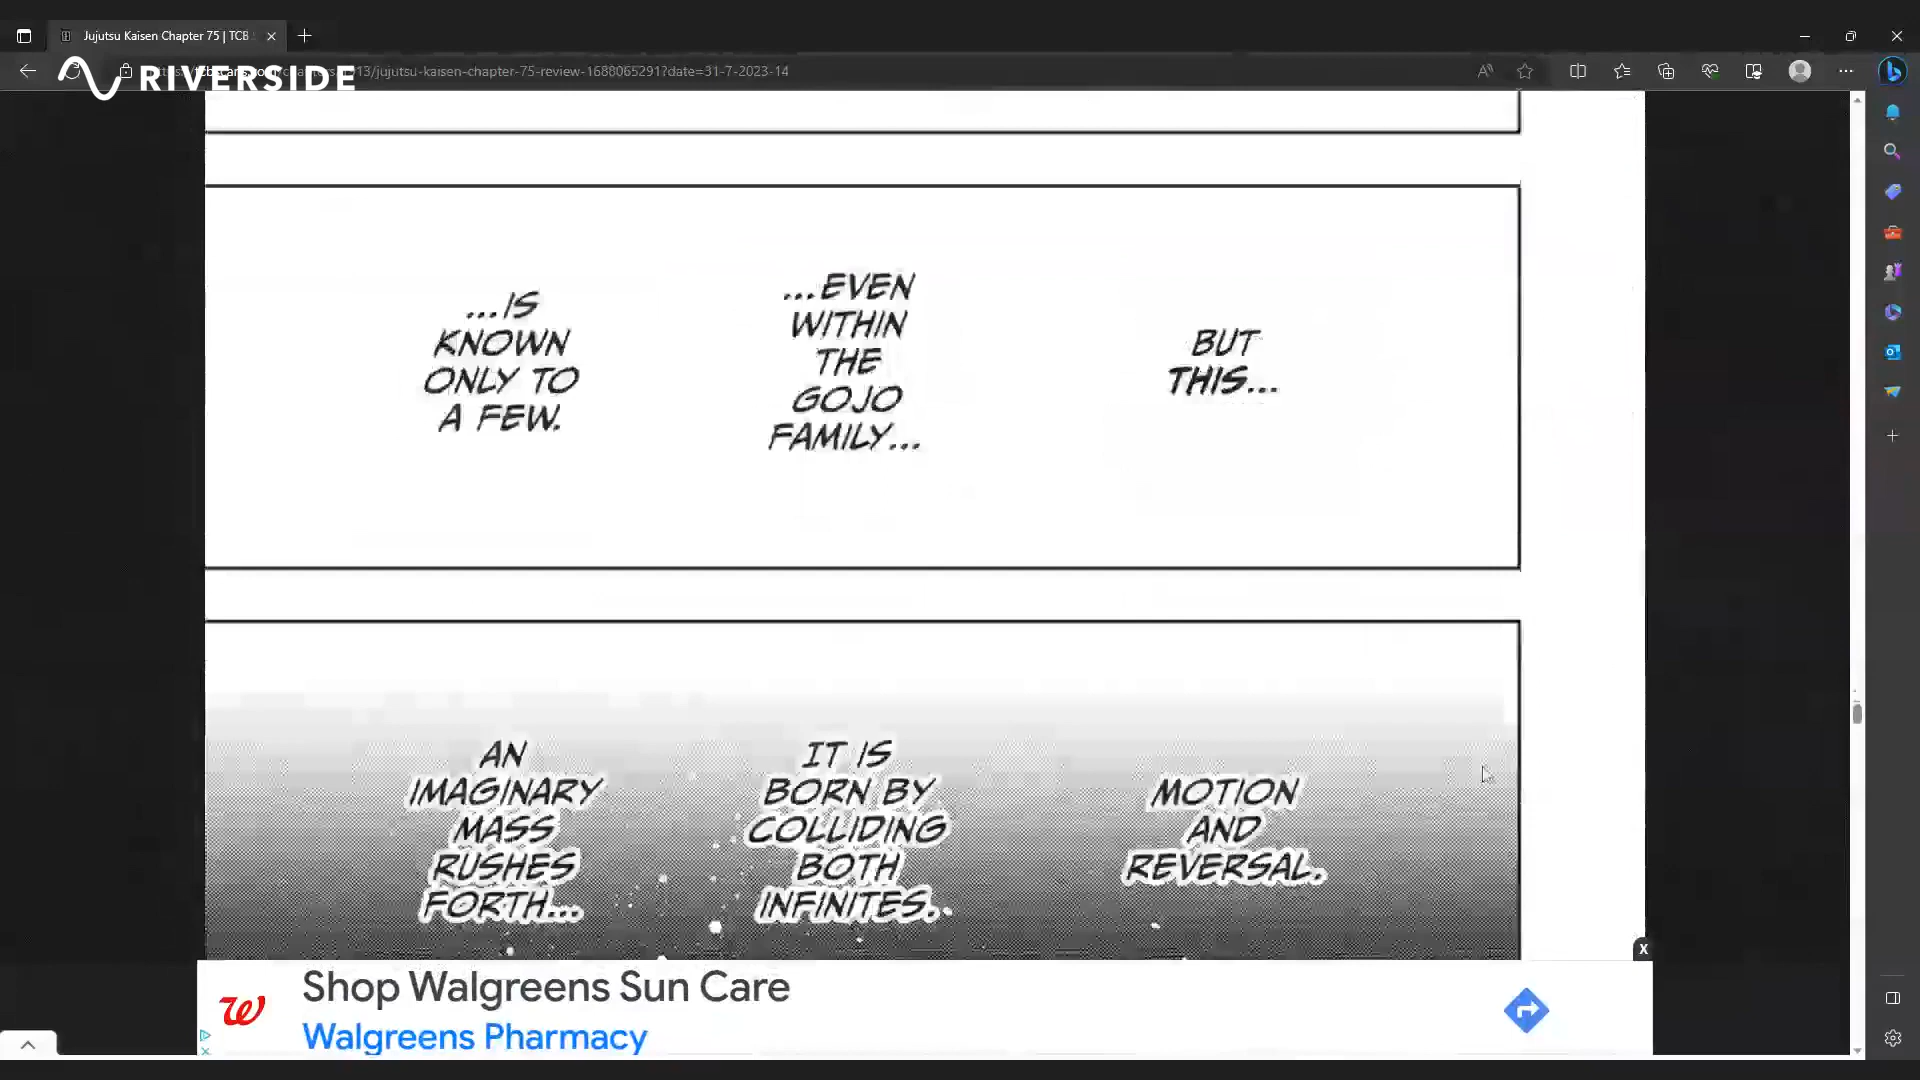 Jujutsu Kaisen Chapter 75 | TCB
RIVERSIDE
/jujutsu-kaisen-chapter-75-review-1688065291?date=31-7-2023-14
BUT
THIS...
...EVEN
WITHIN
THE
GOJO
FAMILY...
...IS
KNOWN
ONLY TO
A FEW.
MOTION
AND
REVERSAL.
IT IS
BORN BY
COLLIDING
BOTH
INFINITES.
AN
IMAGINARY
MASS
RUSHES
FORTH...
X
Shop Walgreens Sun Care
Walgreens Pharmacy